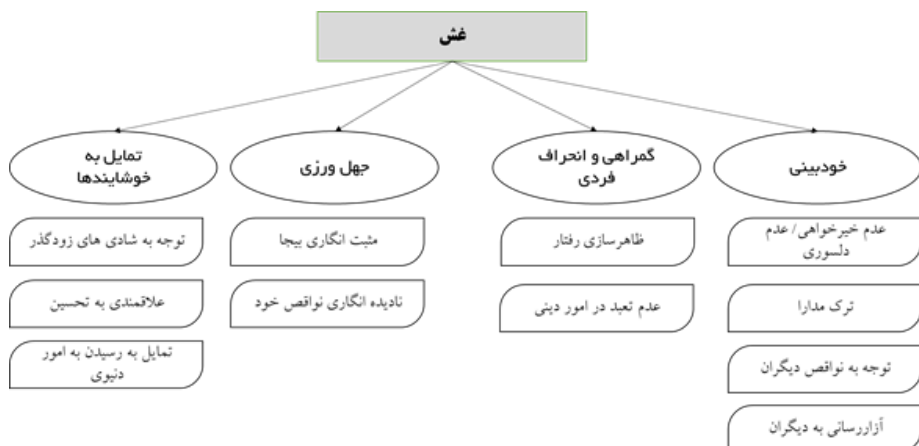 غش
خودبینی
گمراهی و انحراف
فردی
جهل ورزی
تمایل به
خوشایندها
عدم خیرخواهی/ عدم
دلسوری
ترک مدارا
توجه به نواقص دیگران
آزاررسانی به دیگران
ظاهرسازی رفتار
عدم تعبد در امور دینی
مثبت انگاری بیجا
نادیده انگاری نواقص خود
توجه به شادی های زودگذر
علاقمندی به تحسین
تمایل به رسیدن به امور
دنیوی